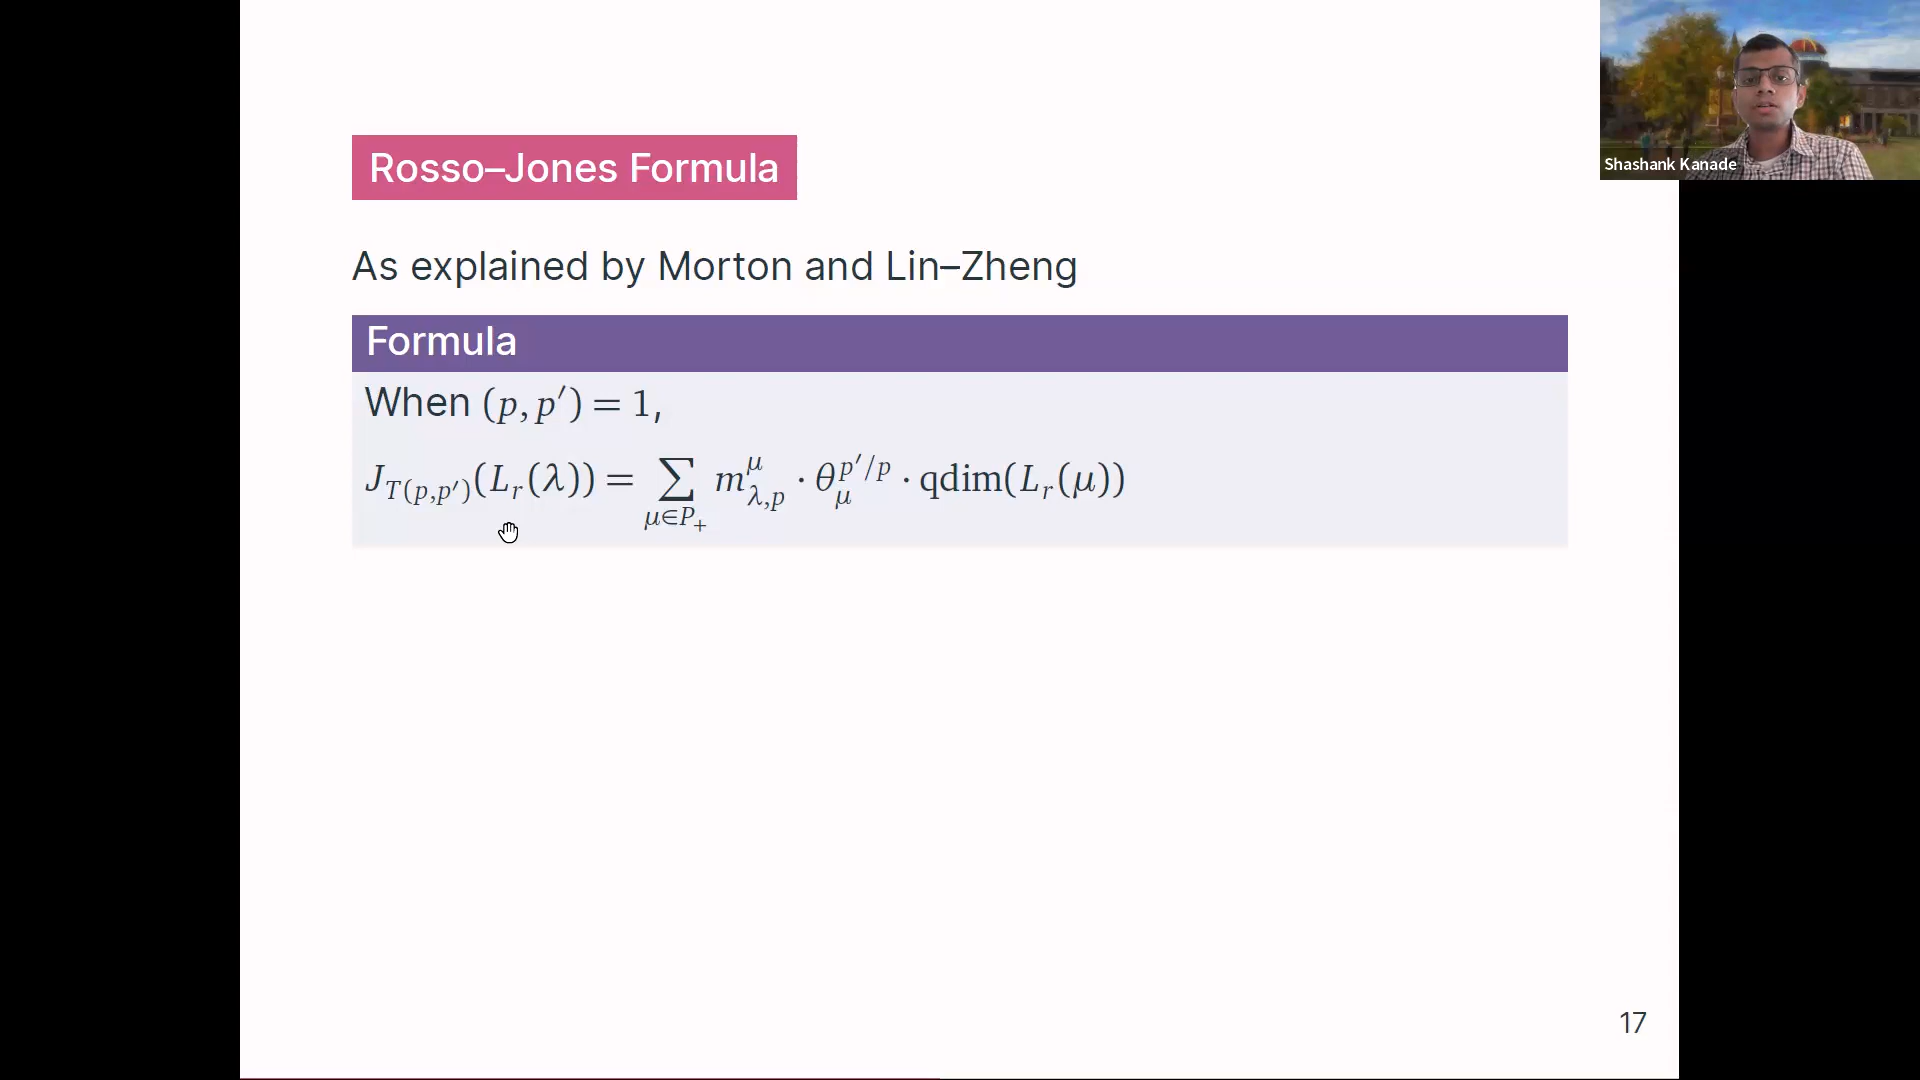 Rosso–Jones Formula
Shashank Kanade
As explained by Morton and Lin–Zheng
Formula
When (p, p′) = 1,
J_{T(p,p′)}(L_r(λ)) = ∑_{μ∈P_+} m^μ_{λ,p} · θ_μ^{p′/p} · qdim(L_r(μ))
17